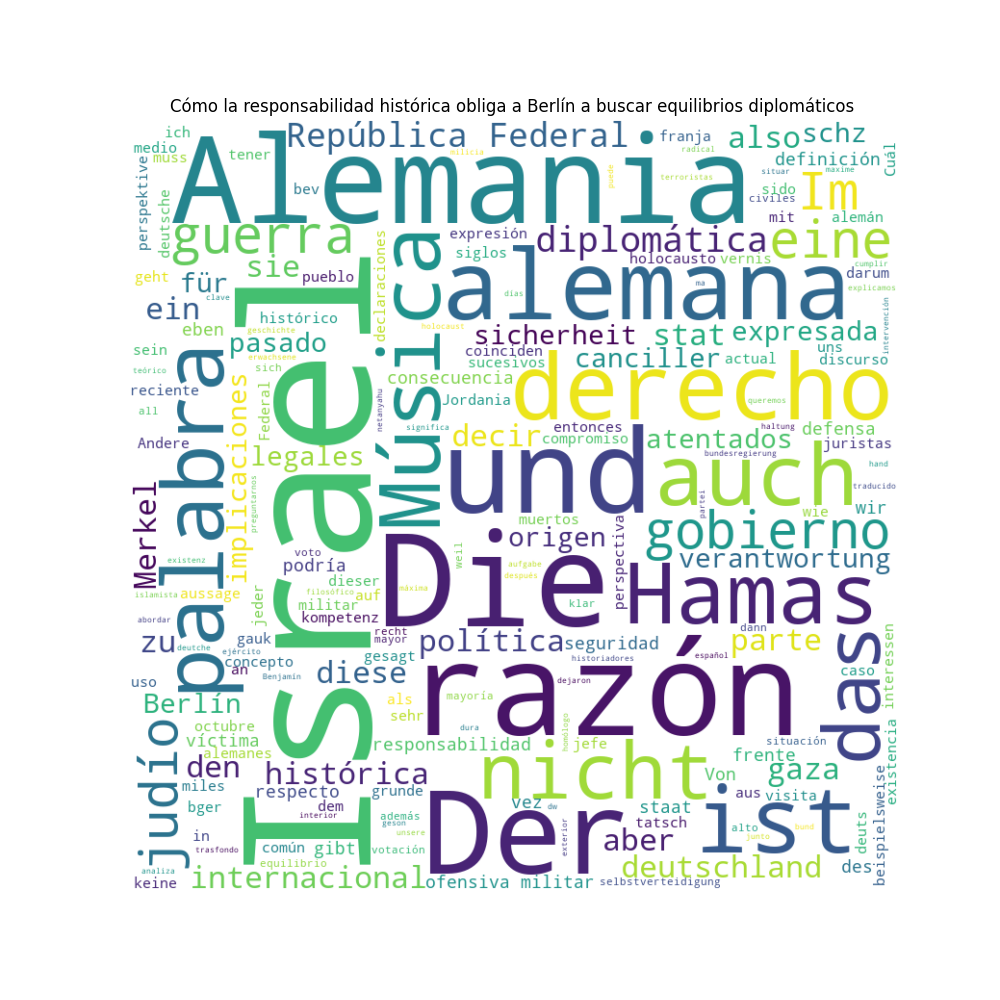 Cómo la responsabilidad histórica obliga a Berlín a buscar equilibrios diplomáticos
ich
República Federal
franja
also
schz
medio
muss
tener
milicia
radical
definición
Cuál
Alemania
bev
puede
terroristas
situar
maxime
sido
civiles
Im
perspektive
deutsche
mit
alemán
guerra
expresión
diplomática
eine
siglos
holocausto
vernis
geht
für
sie
pueblo
declaraciones
Música
alemana
cumplir
darum
ma
explicamos
clave
ein
días
histórico
eben
geschichte
holocaust
sicherheit
stat
expresada
intervención
pasado
erwachsene
sein
sich
coinciden
canciller
actual
uns
discurso
sucesivos
teórico
reciente
implicaciones
Federal
Israel
netanyahu
consecuencia
Jordania
derecho
all
palabra
significa
queremos
Andere
legales
decir
entonces
compromiso
haltung
atentados
defensa
juristas
bundesregierung
hand
Merkel
preguntarnos
und
auch
partei
traducido
muertos
wie
wir
origen
perspectiva
gobierno
voto
podría
weil
verantwortung
existenz
dieser
Die
aufgabe
después
Hamas
islamista
aussage
filosófico
auf
máxima
militar
klar
jeder
kompetenz
abordar
recht
mayor
dann
zu
gauk
ejército
deutche
política
seguridad
parte
das
interessen
concepto
gesagt
historiadores
español
an
Benjamin
diese
razón
dejaron
caso
uso
als
mayoría
Berlín
sehr
octubre
dura
víctima
responsabilidad
homólogo
jefe
situación
alemanes
frente
judío
den
histórica
nicht
Von
gaza
existencia
miles
respecto
grunde
aus
visita
bger
dem
vez
dw
staat
interior
además
Der
tatsch
alto
junto
bund
ist
deuts
geson
unsere
in
aber
exterior
trasfondo
común
gibt
votación
equilibrio
deutschland
des
beispielsweise
analiza
keine
internacional
ofensiva militar
selbstverteidigung